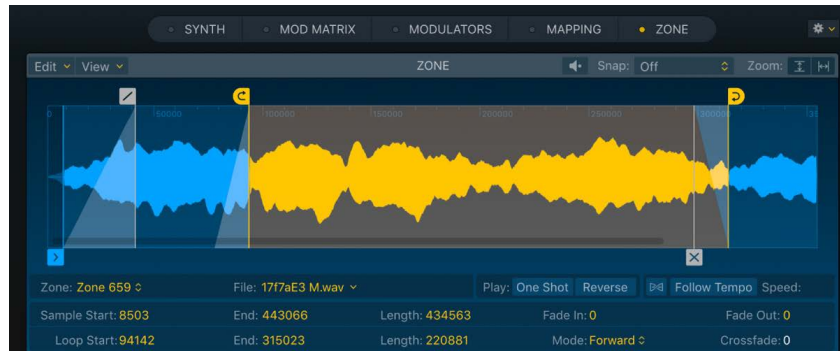 SYNTH MOD MATRIX MODULATORS MAPPING ZONE
Edit View ZONE Snap: Off Zoom:
0 50000 100000 150000 200000 250000 300000 35
Zone: Zone 659 File: 17f7aE3 M.wav Play: One Shot Reverse Follow Tempo Speed:
Sample Start: 8503 End: 443066 Length: 434563 Fade In: 0 Fade Out: 0
Loop Start: 94142 End: 315023 Length: 220881 Mode: Forward Crossfade: 0